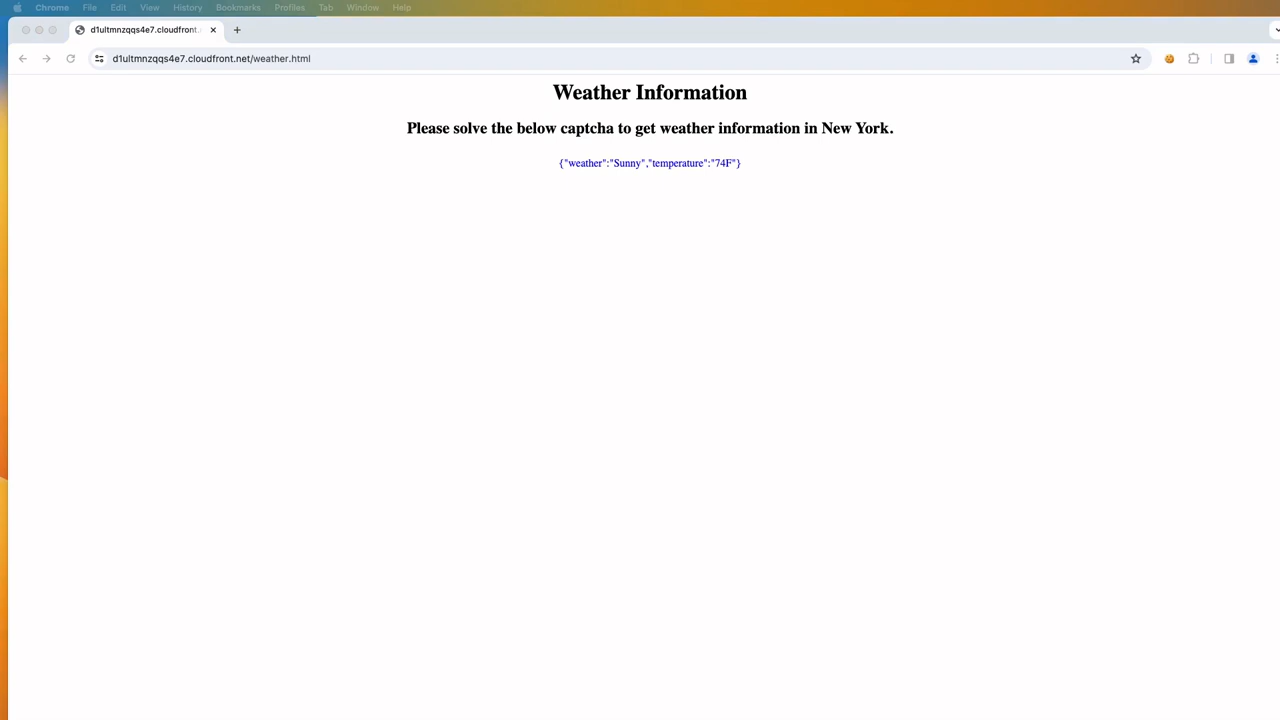 Chrome File Edit View History Bookmarks Profiles Tab Window Help
d1ultmnzqqs4e7.cloudfront.
d1ultmnzqqs4e7.cloudfront.net/weather.html
Weather Information
Please solve the below captcha to get weather information in New York.
{"weather":"Sunny","temperature":"74F"}